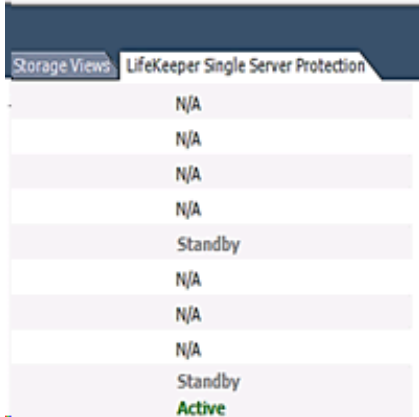 Storage Views LifeKeeper Single Server Protection
N/A
N/A
N/A
N/A
Standby
N/A
N/A
N/A
Standby
Active